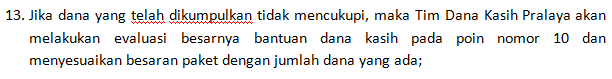 13. Jika dana yang telah dikumpulkan tidak mencukupi, maka Tim Dana Kasih Pralaya akan
melakukan evaluasi besarnya bantuan dana kasih pada poin nomor 10 dan
menyesuaikan besaran paket dengan jumlah dana yang ada;